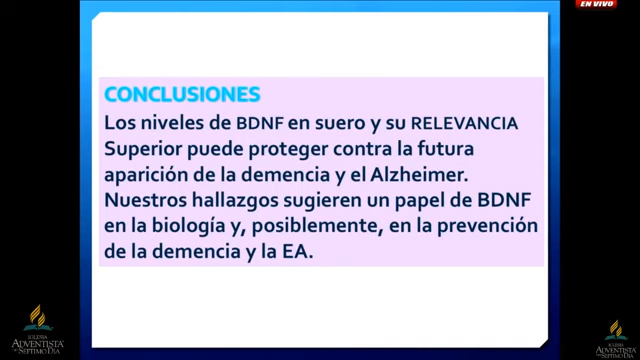 EN VIVO
CONCLUSIONES
Los niveles de BDNF en suero y su RELEVANCIA
Superior puede proteger contra la futura
aparición de la demencia y el Alzheimer.
Nuestros hallazgos sugieren un papel de BDNF
en la biología y, posiblemente, en la prevención
de la demencia y la EA.
IGLESIA
ADVENTISTA
DEL SÉPTIMO DÍA
IGLESIA
ADVENTISTA
DEL SÉPTIMO DÍA